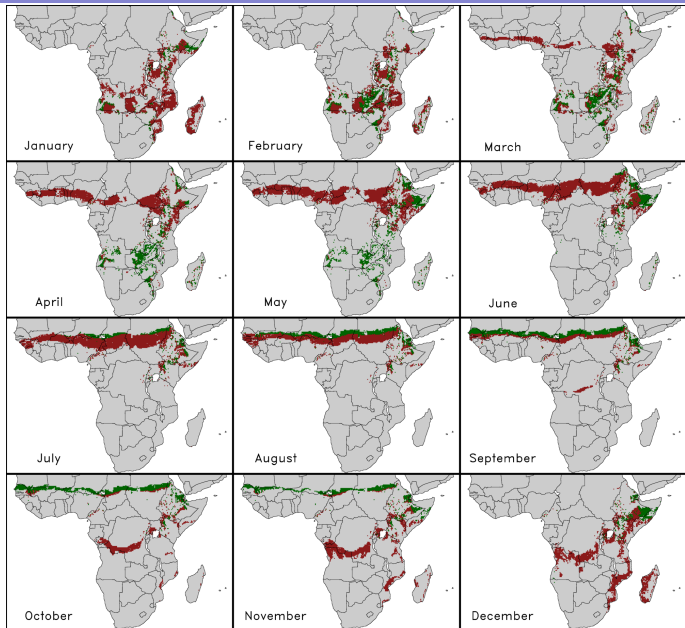 January
February
March
April
May
June
July
August
September
October
November
December